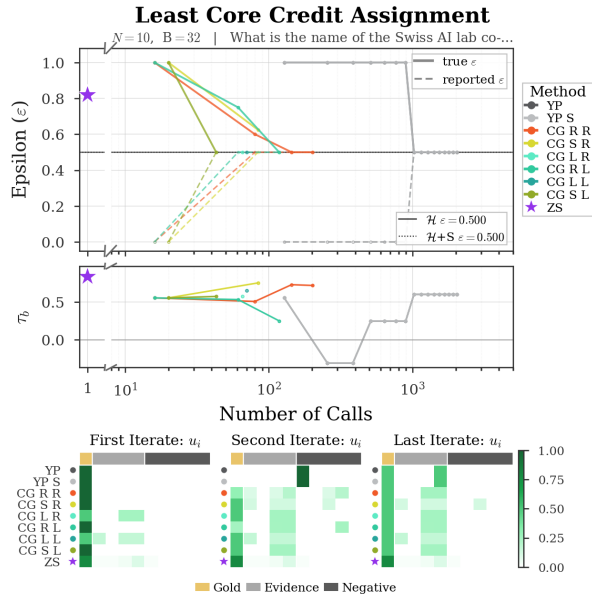 Least Core Credit Assignment
N=10, B=32 | What is the name of the Swiss AI lab co-...
Epsilon (ε)
1.0
0.8
0.6
0.4
0.2
0.0
true ε
reported ε
ℋ ε = 0.500
ℋ+S ε = 0.500
Method
YP
YP S
CG R R
CG S R
CG L R
CG R L
CG L L
CG S L
ZS
τ_b
0.5
0.0
1
10¹
10²
10³
Number of Calls
First Iterate: u_i
Second Iterate: u_i
Last Iterate: u_i
YP
YP S
CG R R
CG S R
CG L R
CG R L
CG L L
CG S L
ZS
1.00
0.75
0.50
0.25
0.00
Gold
Evidence
Negative